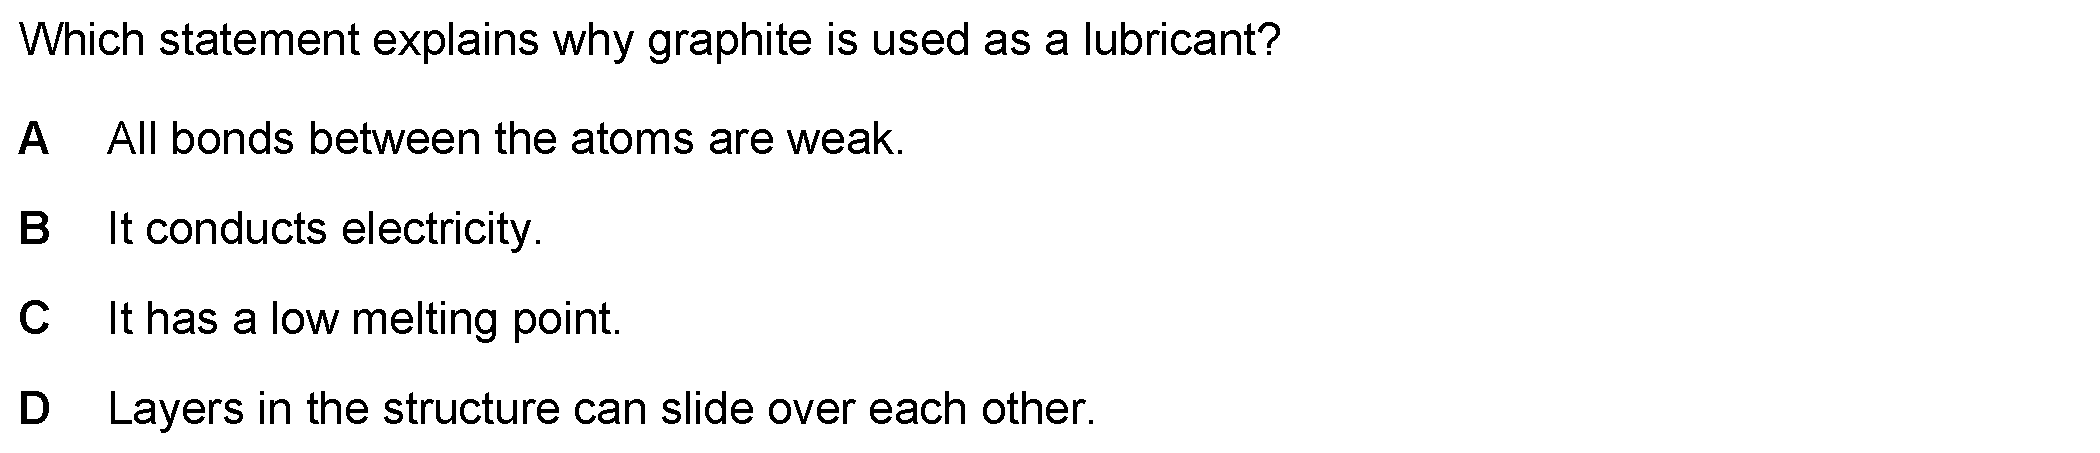 Which statement explains why graphite is used as a lubricant?
A All bonds between the atoms are weak.
B It conducts electricity.
C It has a low melting point.
D Layers in the structure can slide over each other.